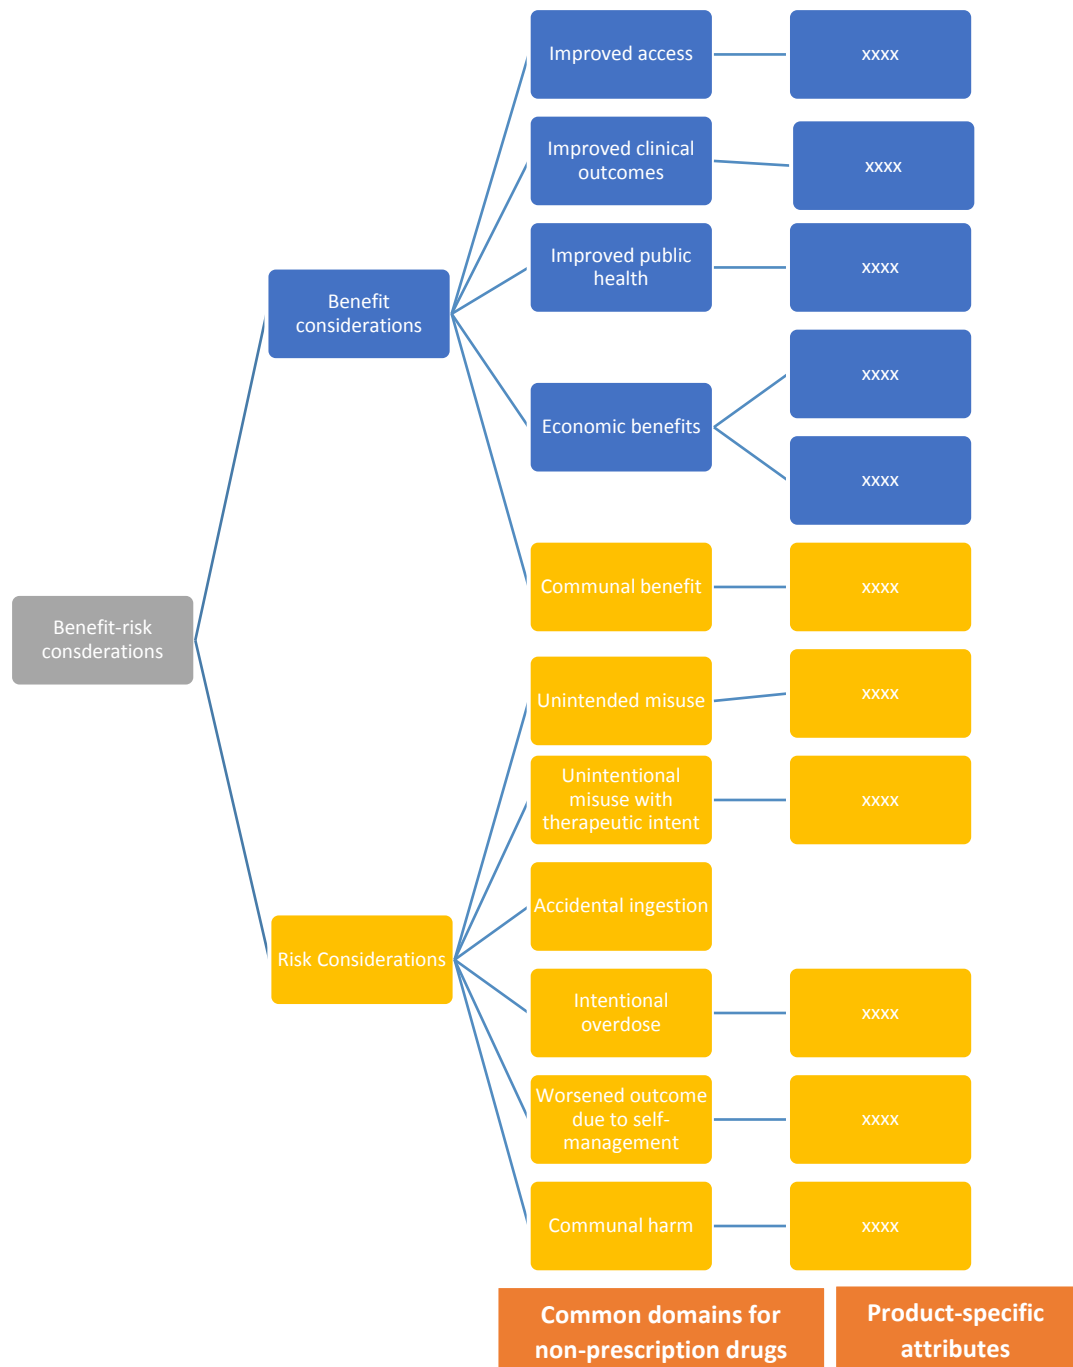 Improved access
xxxx
Improved clinical
outcomes
xxxx
Improved public
health
xxxx
Benefit
considerations
xxxx
Economic benefits
xxxx
Communal benefit
xxxx
Benefit-risk
consderations
Unintended misuse
xxxx
Unintentional
misuse with
therapeutic intent
xxxx
Accidental ingestion
Risk Considerations
Intentional
overdose
xxxx
Worsened outcome
due to self-
management
xxxx
Communal harm
xxxx
Common domains for
non-prescription drugs
Product-specific
attributes